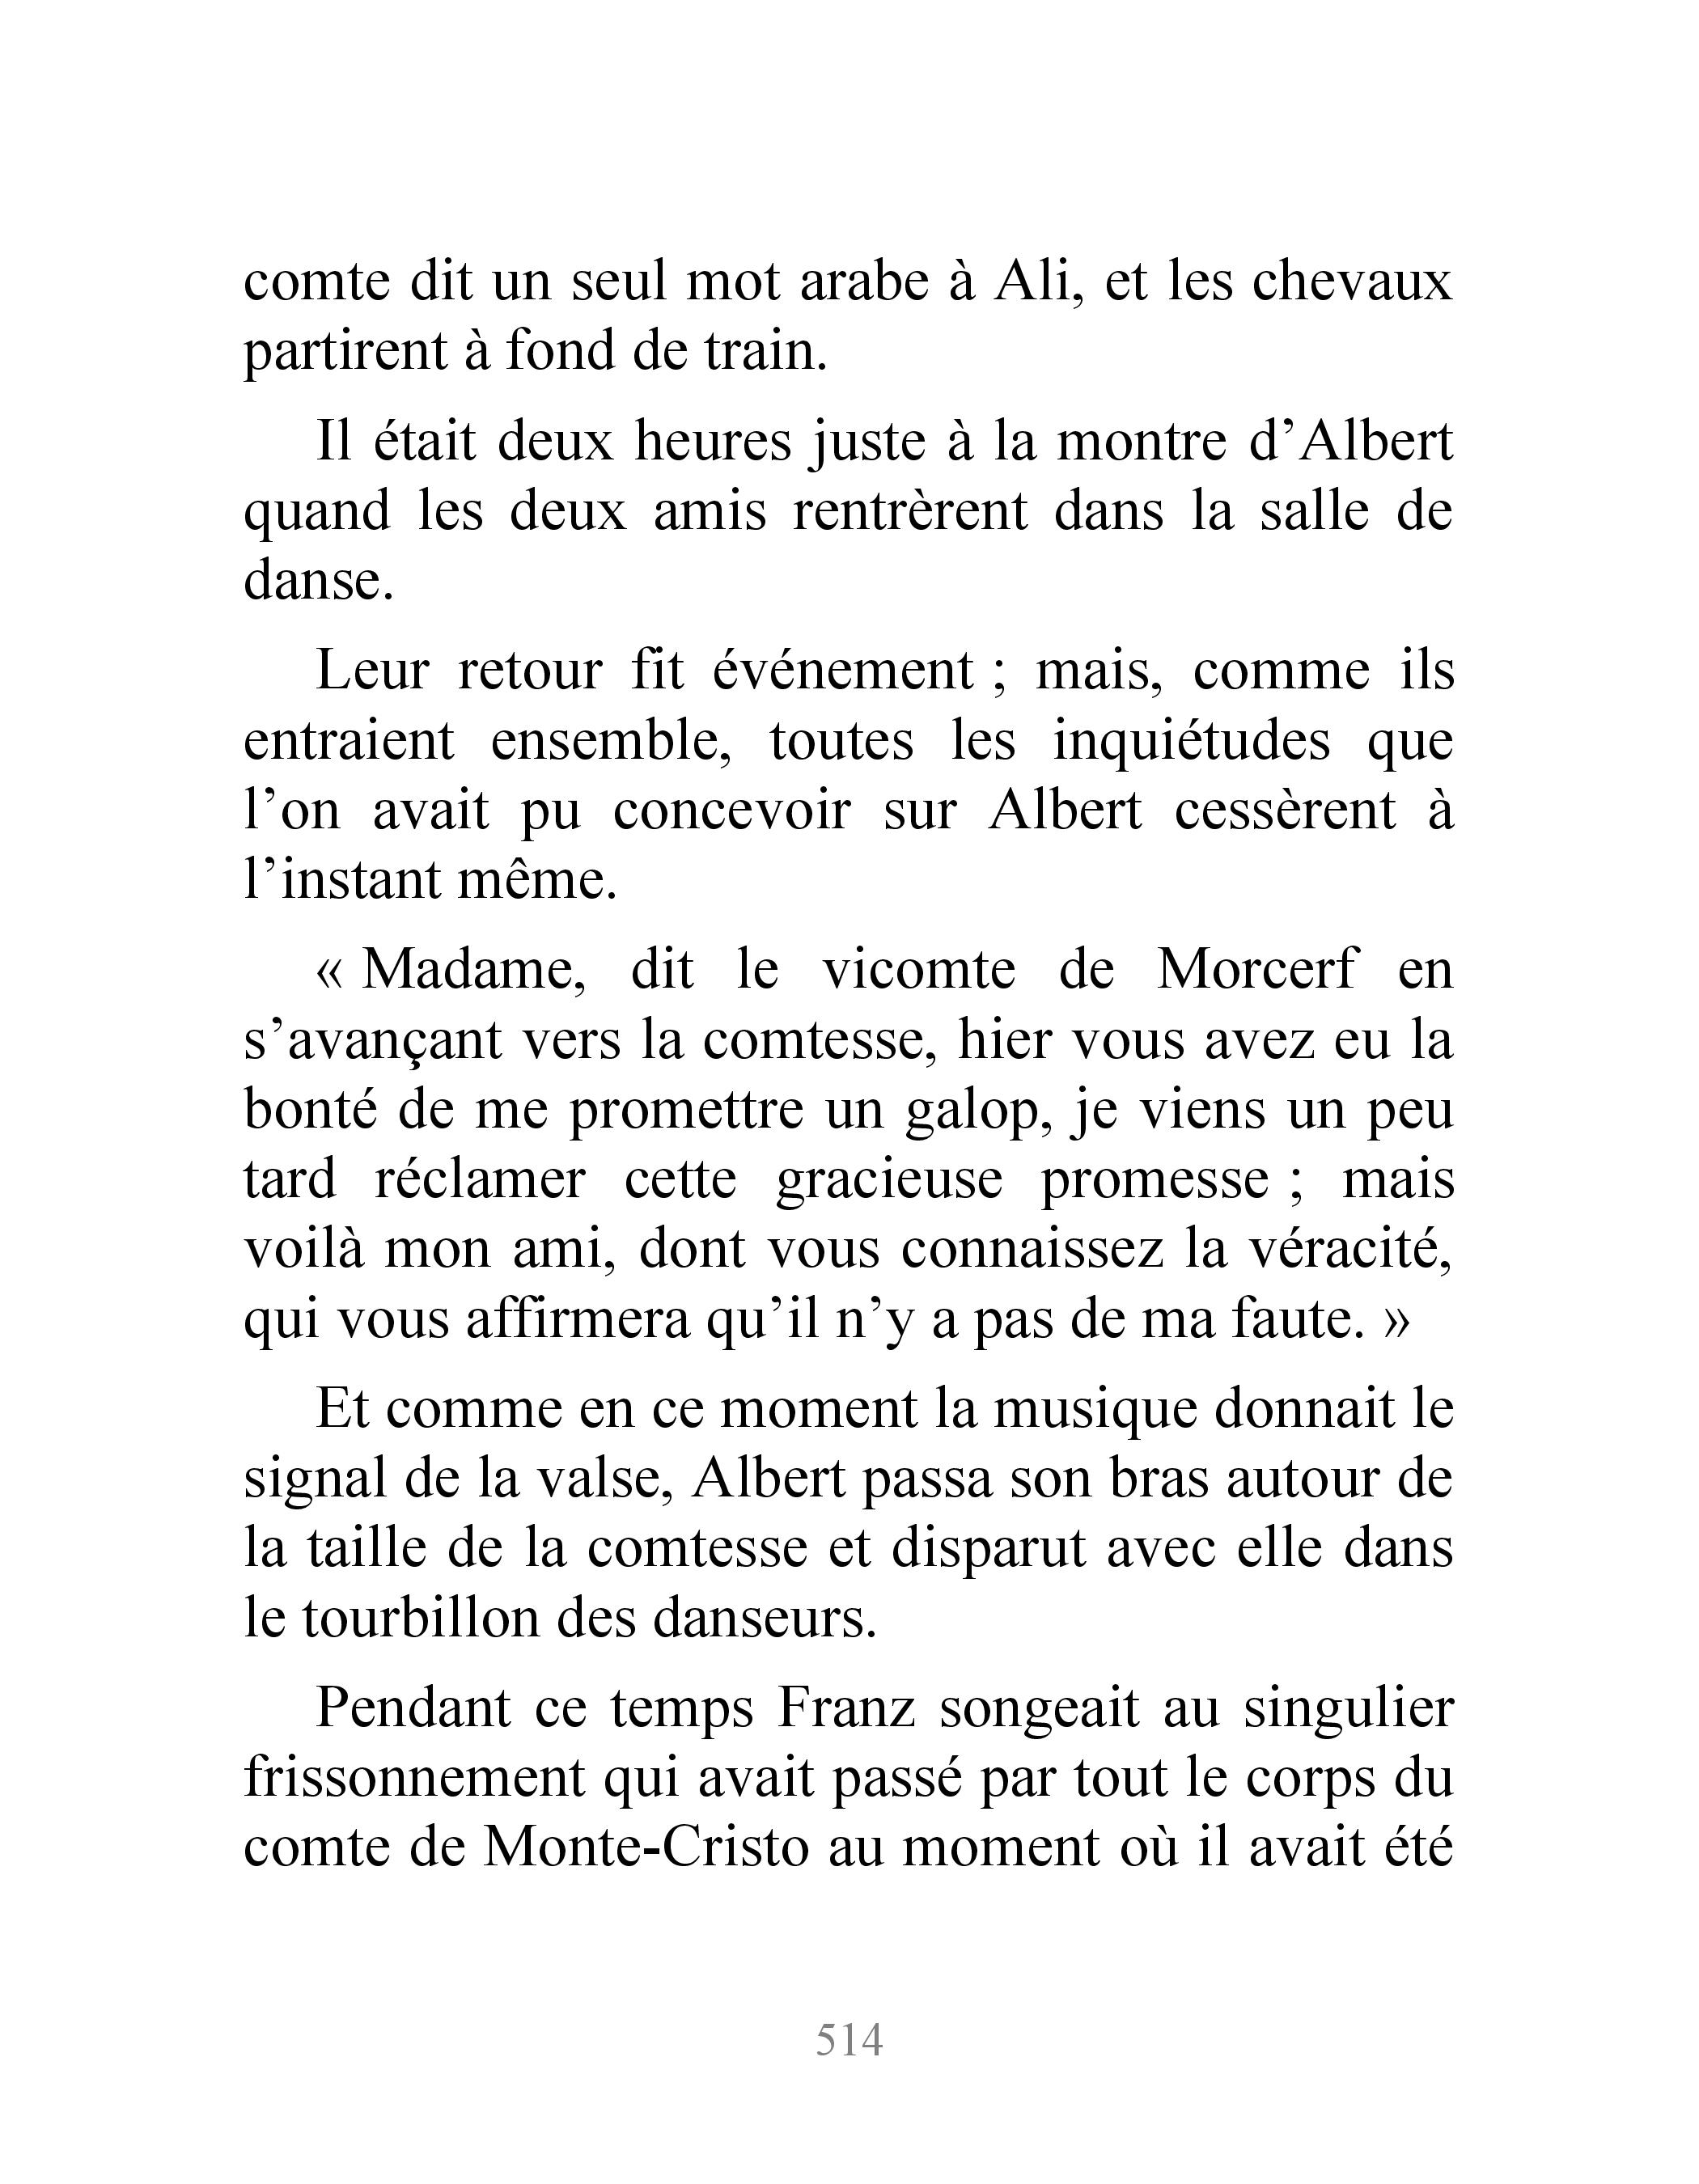 comte dit un seul mot arabe à Ali, et les chevaux
partirent à fond de train.
Il était deux heures juste à la montre d’Albert
quand les deux amis rentrèrent dans la salle de
danse.
Leur retour fit événement ; mais, comme ils
entraient ensemble, toutes les inquiétudes que
l’on avait pu concevoir sur Albert cessèrent à
l’instant même.
« Madame, dit le vicomte de Morcerf en
s’avançant vers la comtesse, hier vous avez eu la
bonté de me promettre un galop, je viens un peu
tard réclamer cette gracieuse promesse ; mais
voilà mon ami, dont vous connaissez la véracité,
qui vous affirmera qu’il n’y a pas de ma faute. »
Et comme en ce moment la musique donnait le
signal de la valse, Albert passa son bras autour de
la taille de la comtesse et disparut avec elle dans
le tourbillon des danseurs.
Pendant ce temps Franz songeait au singulier
frissonnement qui avait passé par tout le corps du
comte de Monte-Cristo au moment où il avait été
514